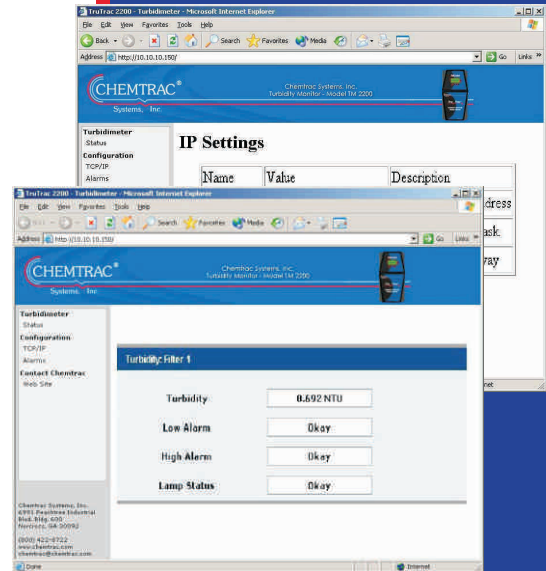 TruTrac 2200 - Turbidimeter - Microsoft Internet Explorer
File Edit View Favorites Tools Help
Back Search Favorites Media
Address http://10.10.10.150/ Go Links »
CHEMTRAC®
Systems, Inc.
Chemtrac Systems, Inc.
Turbidity Monitor - Model TM 2200
Turbidimeter
Status
Configuration
TCP/IP
Alarms
IP Settings
Name Value Description
dress
ask
way
net
TruTrac 2200 - Turbidimeter - Microsoft Internet Explorer
File Edit View Favorites Tools Help
Back Search Favorites Media
Address http://10.10.10.150/ Go Links »
CHEMTRAC®
Systems, Inc.
Chemtrac Systems, Inc.
Turbidity Monitor - Model TM 2200
Turbidimeter
Status
Configuration
TCP/IP
Alarms
Contact Chemtrac
Web Site
Turbidity: Filter 1
Turbidity 0.692 NTU
Low Alarm Okay
High Alarm Okay
Lamp Status Okay
Chemtrac Systems, Inc.
6991 Peachtree Industrial
Blvd. Bldg. 600
Norcross, GA 30092
(800) 422-8722
www.chemtrac.com
chemtrac@chemtrac.com
Done Internet